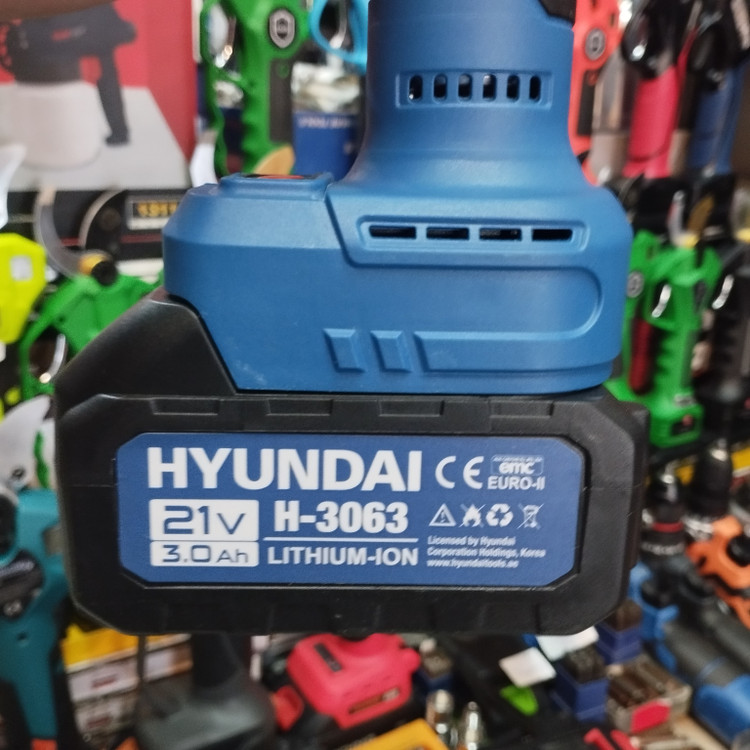 HYUNDAI
CE
emc
EURO-II
21V
3.0Ah
H-3063
LITHIUM-ION
Licensed by Hyundai
Corporation Holdings, Korea
www.hyundaitools.ae